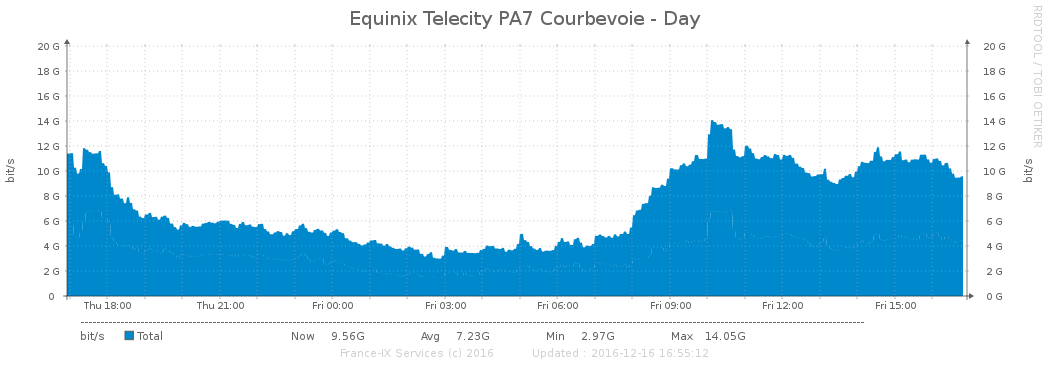 Equinix Telecity PA7 Courbevoie - Day
RRDTOOL / TOBI OETIKER
bit/s
20 G 20 G
18 G 18 G
16 G 16 G
14 G 14 G
12 G 12 G
10 G 10 G
8 G 8 G
6 G 6 G
4 G 4 G
2 G 2 G
0 0 G
bit/s
Thu 18:00 Thu 21:00 Fri 00:00 Fri 03:00 Fri 06:00 Fri 09:00 Fri 12:00 Fri 15:00
bit/s Total Now 9.56G Avg 7.23G Min 2.97G Max 14.05G
France-IX Services (c) 2016 Updated : 2016-12-16 16:55:12